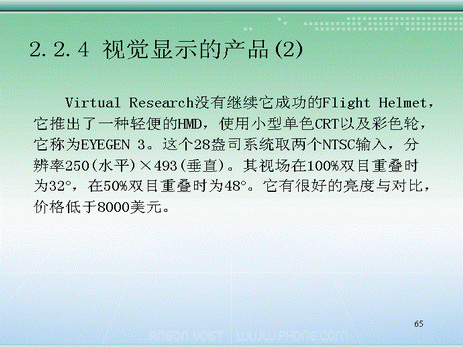 2.2.4 视觉显示的产品(2)
Virtual Research没有继续它成功的Flight Helmet，
它推出了一种轻便的HMD，使用小型单色CRT以及彩色轮，
它称为EYEGEN 3。这个28盎司系统取两个NTSC输入，分
辨率250(水平)×493(垂直)。其视场在100%双目重叠时
为32°，在50%双目重叠时为48°。它有很好的亮度与对比，
价格低于8000美元。
65